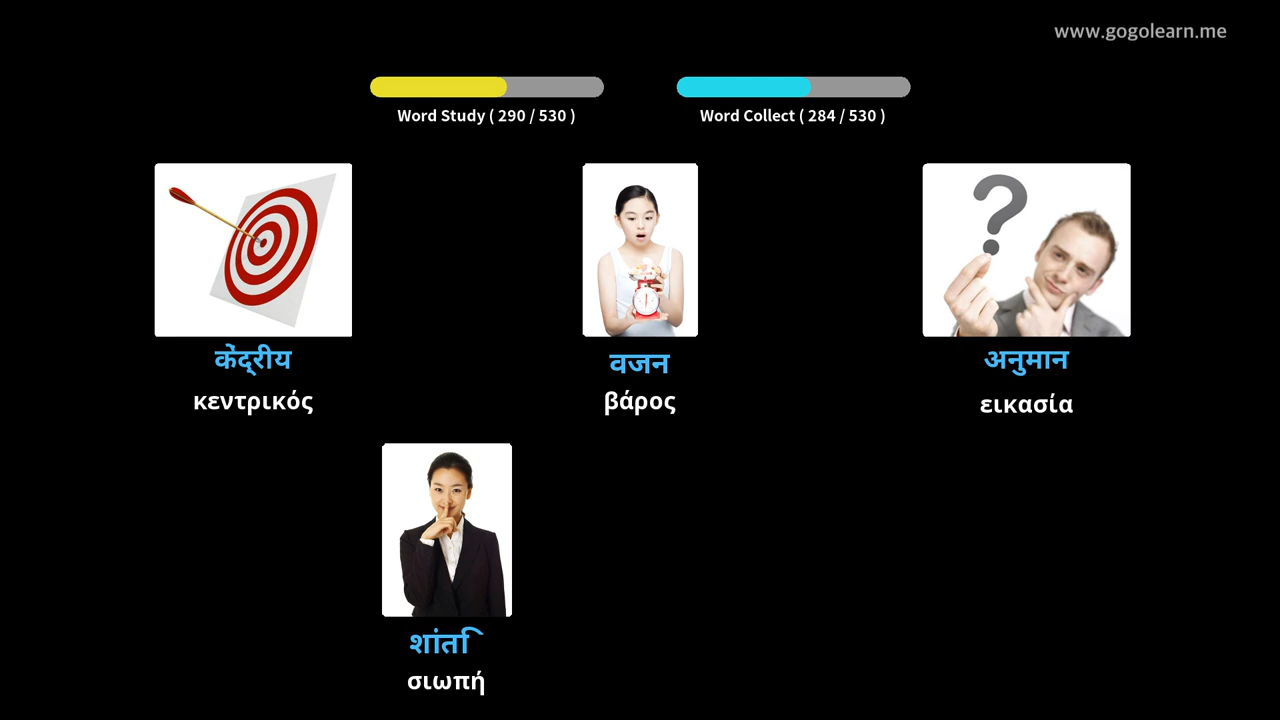 www.gogolearn.me
Word Study ( 290 / 530 )
Word Collect ( 284 / 530 )
केंद्रीय
वजन
अनुमान
κεντρικός
βάρος
εικασία
शांति
σιωπή